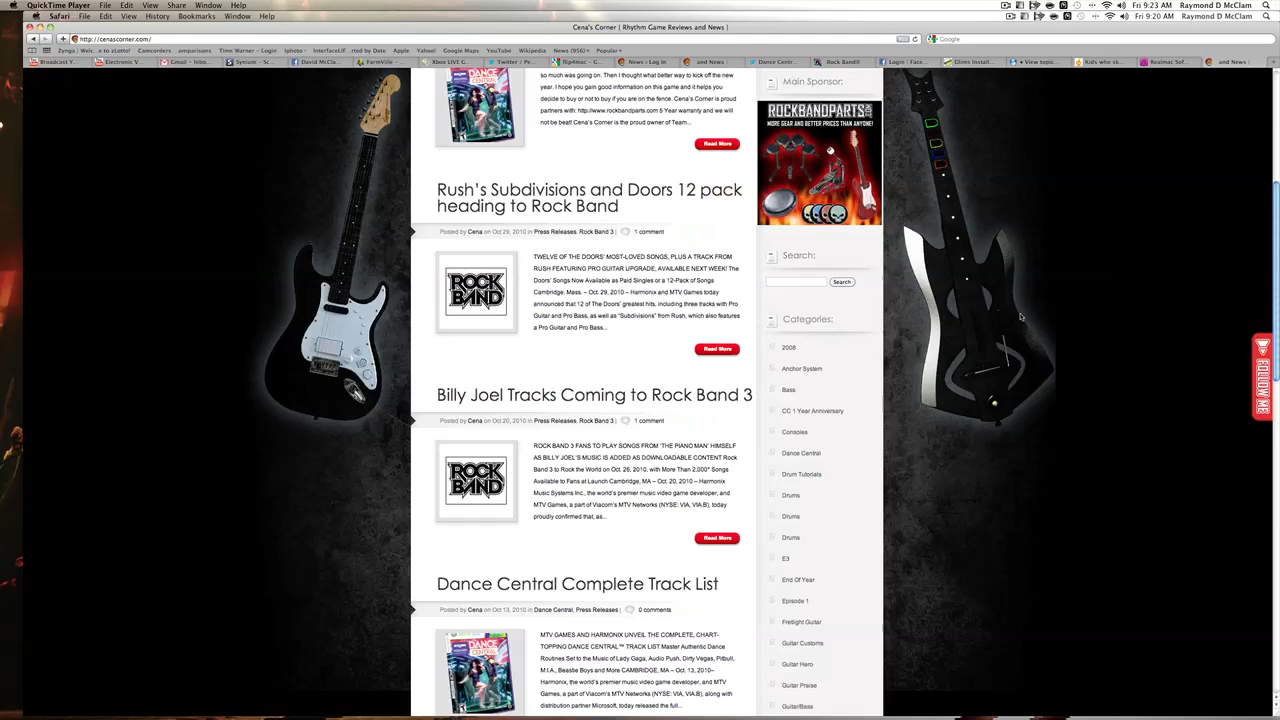 QuickTime Player File Edit View Share Window Help Fri 9:23 AM Raymond D McClam
Safari File Edit View History Bookmarks Window Help Fri 9:20 AM Raymond D McClam
Cena's Corner | Rhythm Game Reviews and News |
http://cenascorner.com/ Google
Apple Yahoo! Google Maps YouTube Wikipedia News (956) Popular
so much was going on. Then I thought what better way to kick off the new
year. I hope you gain good information on this game and it helps you
decide to buy or not to buy if you are on the fence. Cena's Corner is proud
partners with: http://www.rockbandparts.com 5 Year warranty and we will
not be beat! Cena's Corner is the proud owner of Team...
DANCE CENTRAL
Read More
Rush's Subdivisions and Doors 12 pack
heading to Rock Band
Posted by Cena on Oct 29, 2010 in Press Releases, Rock Band 3 | 1 comment
ROCK BAND
TWELVE OF THE DOORS' MOST-LOVED SONGS, PLUS A TRACK FROM
RUSH FEATURING PRO GUITAR UPGRADE, AVAILABLE NEXT WEEK! The
Doors' Songs Now Available as Paid Singles or a 12-Pack of Songs
Cambridge, Mass. – Oct. 29, 2010 – Harmonix and MTV Games today
announced that 12 of The Doors' greatest hits, including three tracks with Pro
Guitar and Pro Bass, as well as "Subdivisions" from Rush, which also features
a Pro Guitar and Pro Bass...
Read More
Billy Joel Tracks Coming to Rock Band 3
Posted by Cena on Oct 20, 2010 in Press Releases, Rock Band 3 | 1 comment
ROCK BAND
ROCK BAND 3 FANS TO PLAY SONGS FROM 'THE PIANO MAN' HIMSELF
AS BILLY JOEL'S MUSIC IS ADDED AS DOWNLOADABLE CONTENT Rock
Band 3 to Rock the World on Oct. 26, 2010, with More Than 2,000* Songs
Available to Fans at Launch Cambridge, MA – Oct. 20, 2010 – Harmonix
Music Systems Inc., the world's premier music video game developer, and
MTV Games, a part of Viacom's MTV Networks (NYSE: VIA, VIA.B), today
proudly confirmed that, as...
Read More
Dance Central Complete Track List
Posted by Cena on Oct 13, 2010 in Dance Central, Press Releases | 0 comments
DANCE CENTRAL
MTV GAMES AND HARMONIX UNVEIL THE COMPLETE, CHART-
TOPPING DANCE CENTRAL™ TRACK LIST Master Authentic Dance
Routines Set to the Music of Lady Gaga, Audio Push, Dirty Vegas, Pitbull,
M.I.A., Beastie Boys and More CAMBRIDGE, MA – Oct. 13, 2010–
Harmonix, the world's premier music video game developer, and MTV
Games, a part of Viacom's MTV Networks (NYSE: VIA, VIA.B), along with
distribution partner Microsoft, today released the full...
Main Sponsor:
ROCKBANDPARTS
MORE GEAR AND BETTER PRICES THAN ANYONE!
Search:
Search
Categories:
2008
Anchor System
Bass
CC 1 Year Anniversary
Consoles
Dance Central
Drum Tutorials
Drums
Drums
Drums
E3
End Of Year
Episode 1
Fretlight Guitar
Guitar Customs
Guitar Hero
Guitar Praise
Guitar/Bass